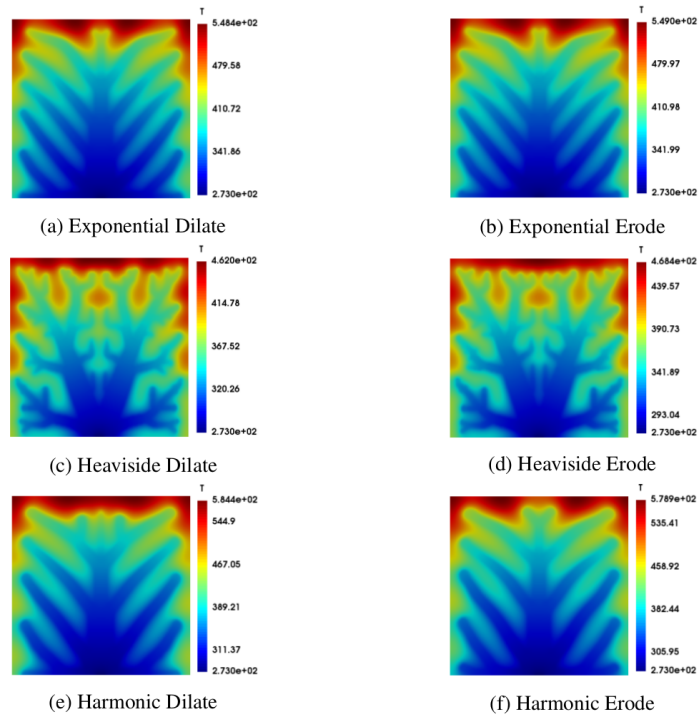 T
5.484e+02
479.58
410.72
341.86
2.730e+02
(a) Exponential Dilate
T
5.490e+02
479.97
410.98
341.99
2.730e+02
(b) Exponential Erode
T
4.620e+02
414.78
367.52
320.26
2.730e+02
(c) Heaviside Dilate
T
4.684e+02
439.57
390.73
341.89
293.04
2.730e+02
(d) Heaviside Erode
T
5.844e+02
544.9
467.05
389.21
311.37
2.730e+02
(e) Harmonic Dilate
T
5.789e+02
535.41
458.92
382.44
305.95
2.730e+02
(f) Harmonic Erode